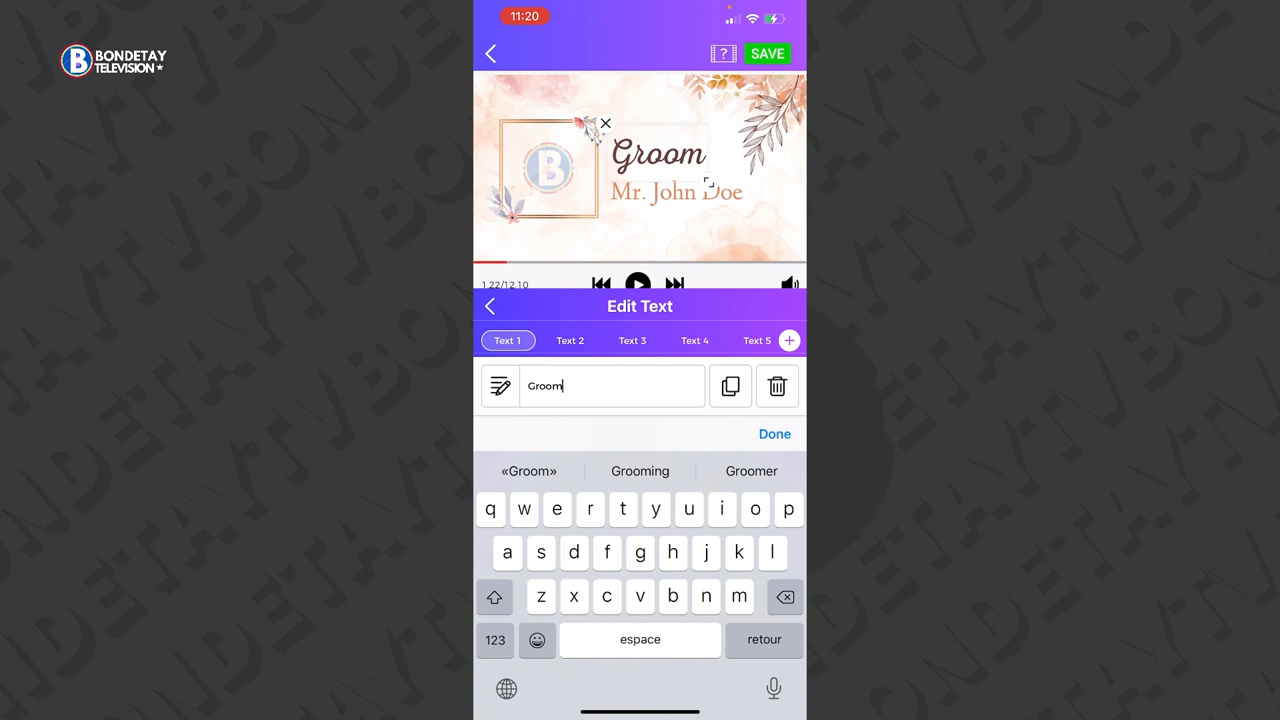 11:20
B BONDETAY
TELEVISION
?
SAVE
B
Groom
Mr. John Doe
1.22/12.10
Edit Text
Text 1
Text 2
Text 3
Text 4
Text 5
Groom
Done
«Groom»
Grooming
Groomer
q w e r t y u i o p
a s d f g h j k l
z x c v b n m
123
espace
retour